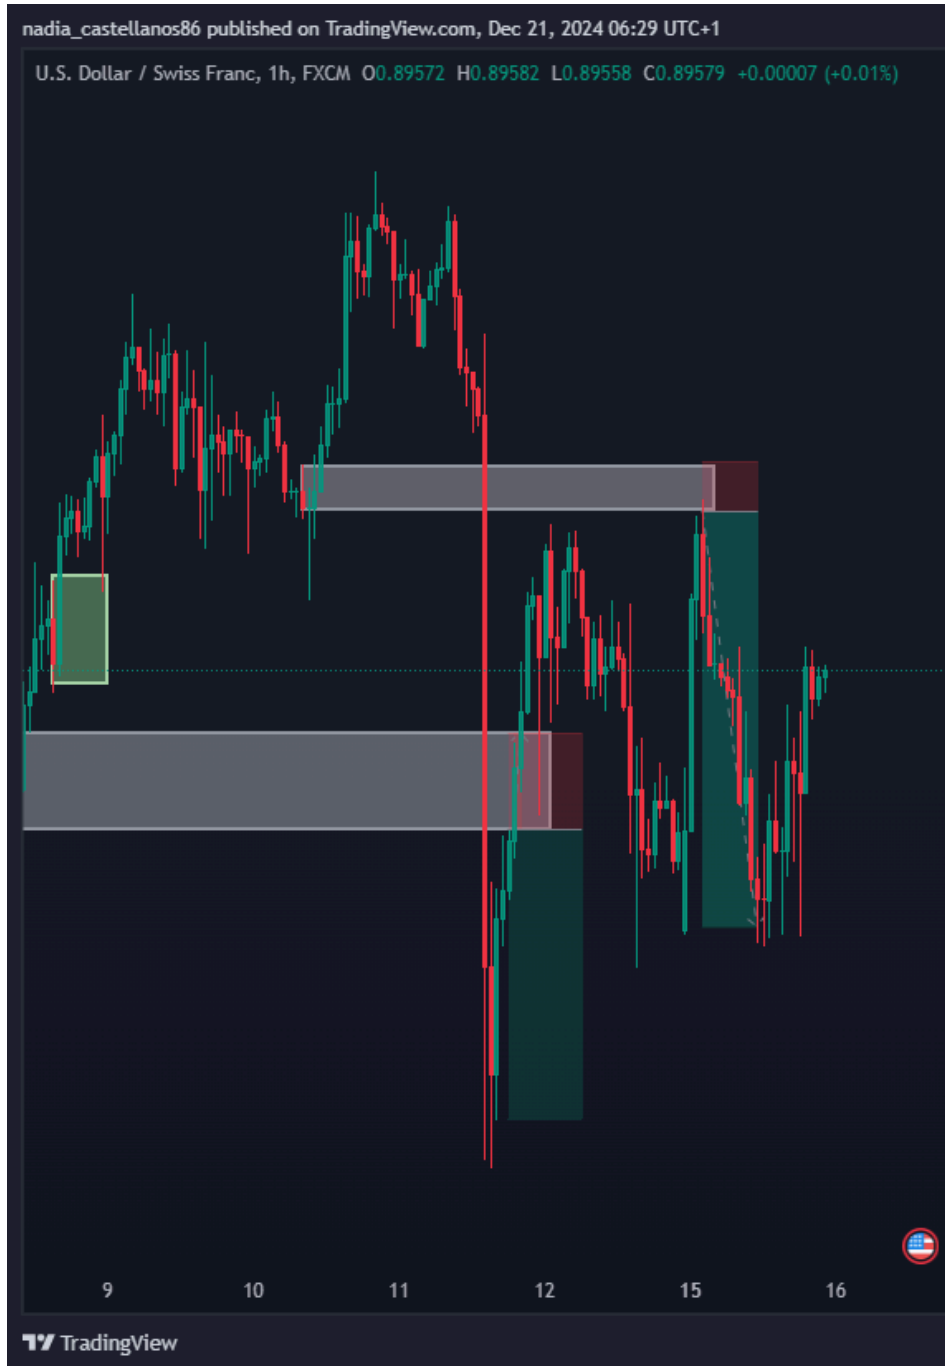 nadia_castellanos86 published on TradingView.com, Dec 21, 2024 06:29 UTC+1
U.S. Dollar / Swiss Franc, 1h, FXCM O0.89572 H0.89582 L0.89558 C0.89579 +0.00007 (+0.01%)
9 10 11 12 15 16
TradingView